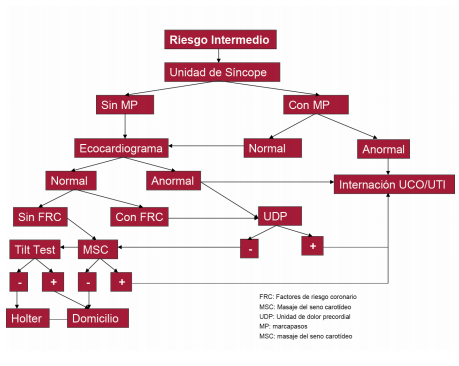 Riesgo Intermedio
Unidad de Síncope
Sin MP
Con MP
Ecocardiograma
Normal
Anormal
Normal
Anormal
Internación UCO/UTI
Sin FRC
Con FRC
UDP
Tilt Test
MSC
-
+
-
+
-
+
Holter
Domicilio
FRC: Factores de riesgo coronario
MSC: Masaje del seno carotídeo
UDP: Unidad de dolor precordial
MP: marcapasos
MSC: masaje del seno carotídeo